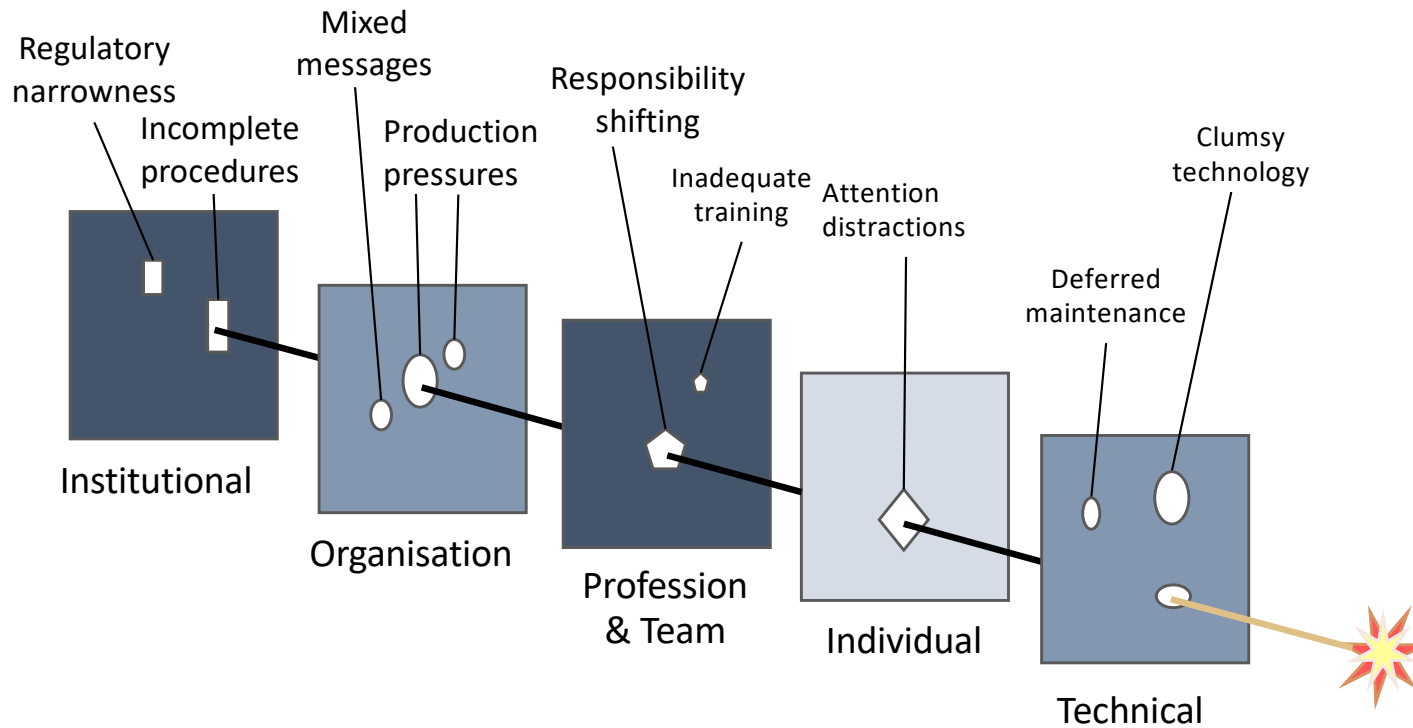 Regulatory
narrowness
Incomplete
procedures
Mixed
messages
Production
pressures
Responsibility
shifting
Inadequate
training
Attention
distractions
Deferred
maintenance
Clumsy
technology
Institutional
Organisation
Profession
& Team
Individual
Technical